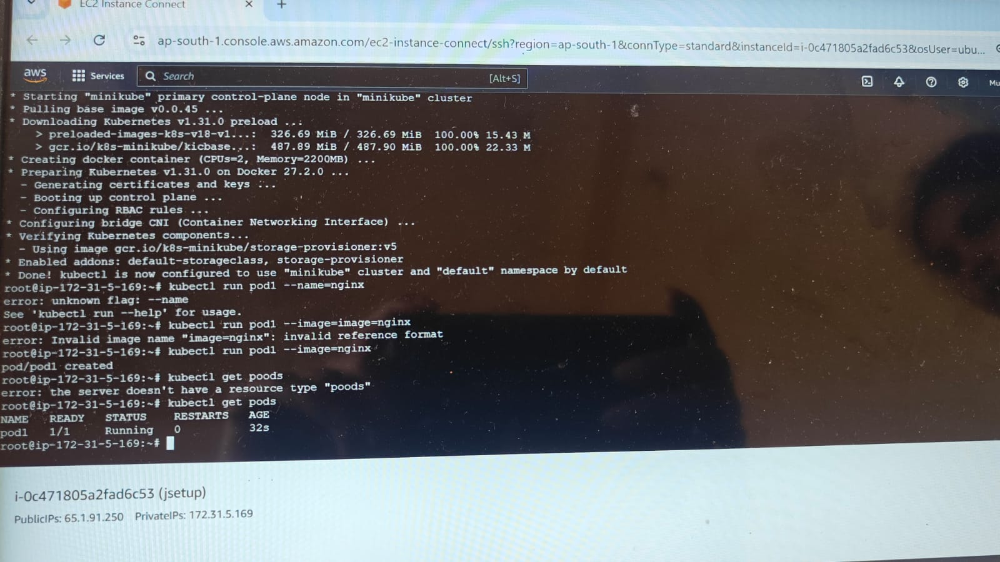 EC2 Instance Connect
ap-south-1.console.aws.amazon.com/ec2-instance-connect/ssh?region=ap-south-1&connType=standard&instanceId=i-0c471805a2fad6c53&osUser=ubu...
aws Services Search [Alt+S] Mu
* Starting "minikube" primary control-plane node in "minikube" cluster
* Pulling base image v0.0.45 ...
* Downloading Kubernetes v1.31.0 preload ...
> preloaded-images-k8s-v18-v1...: 326.69 MiB / 326.69 MiB 100.00% 15.43 M
> gcr.io/k8s-minikube/kicbase...: 487.89 MiB / 487.90 MiB 100.00% 22.33 M
* Creating docker container (CPUs=2, Memory=2200MB) ...
* Preparing Kubernetes v1.31.0 on Docker 27.2.0 ...
- Generating certificates and keys ...
- Booting up control plane ...
- Configuring RBAC rules ...
* Configuring bridge CNI (Container Networking Interface) ...
* Verifying Kubernetes components...
- Using image gcr.io/k8s-minikube/storage-provisioner:v5
* Enabled addons: default-storageclass, storage-provisioner
* Done! kubectl is now configured to use "minikube" cluster and "default" namespace by default
root@ip-172-31-5-169:~# kubectl run pod1 --name=nginx
error: unknown flag: --name
See 'kubectl run --help' for usage.
root@ip-172-31-5-169:~# kubectl run pod1 --image=image=nginx
error: Invalid image name "image=nginx": invalid reference format
root@ip-172-31-5-169:~# kubectl run pod1 --image=nginx
pod/pod1 created
root@ip-172-31-5-169:~# kubectl get poods
error: the server doesn't have a resource type "poods"
root@ip-172-31-5-169:~# kubectl get pods
NAME READY STATUS RESTARTS AGE
pod1 1/1 Running 0 32s
root@ip-172-31-5-169:~#
i-0c471805a2fad6c53 (jsetup)
PublicIPs: 65.1.91.250 PrivateIPs: 172.31.5.169